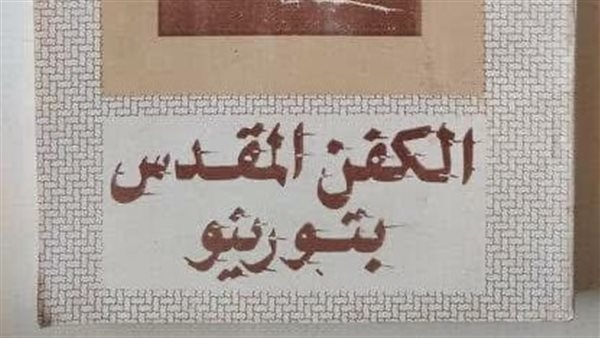 الكفن المقدس
بتورينو